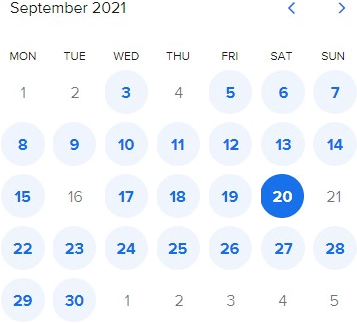 September 2021
MON TUE WED THU FRI SAT SUN
1 2 3 4 5 6 7
8 9 10 11 12 13 14
15 16 17 18 19 20 21
22 23 24 25 26 27 28
29 30 1 2 3 4 5